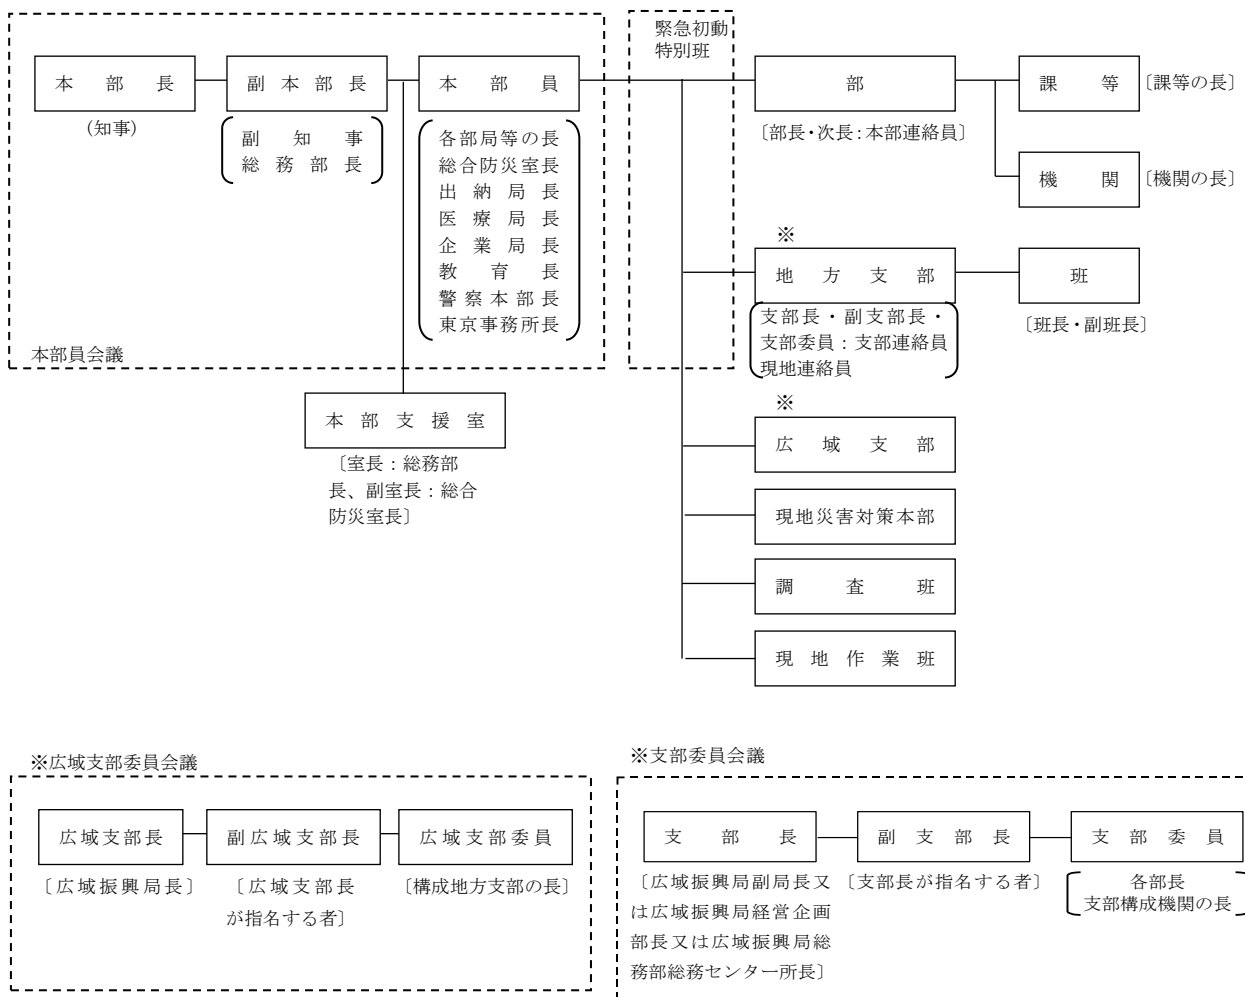 緊急初動
特別班
本部長
副本部長
本部員
部
課等
〔課等の長〕
(知事)
副知事
総務部長
各部局等の長
総合防災室長
出納局長
医療局長
企業局長
教育長
警察本部長
東京事務所長
〔部長・次長:本部連絡員〕
機関
〔機関の長〕
※
地方支部
班
支部長・副支部長・
支部委員:支部連絡員
現地連絡員
〔班長・副班長〕
本部員会議
本部支援室
〔室長:総務部
長、副室長:総合
防災室長〕
※
広域支部
現地災害対策本部
調査班
現地作業班
※広域支部委員会議
広域支部長
副広域支部長
広域支部委員
〔広域振興局長〕
〔広域支部長
が指名する者〕
〔構成地方支部の長〕
※支部委員会議
支部長
副支部長
支部委員
〔広域振興局副局長又
は広域振興局経営企画
部長又は広域振興局総
務部総務センター所長〕
〔支部長が指名する者〕
各部長
支部構成機関の長